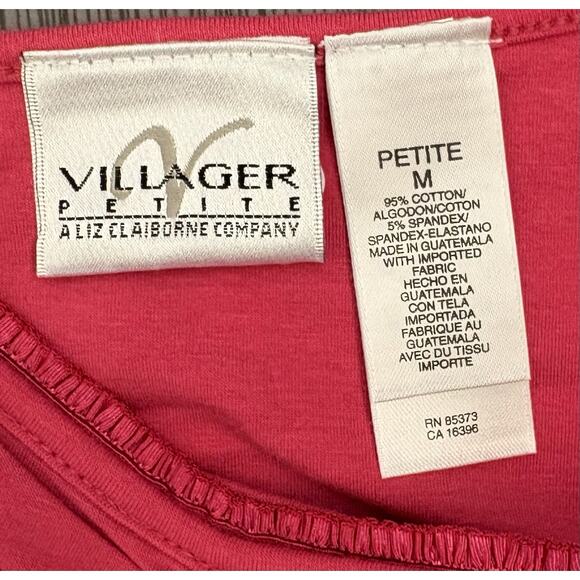 V
VILLAGER
PETITE
A LIZ CLAIBORNE COMPANY
PETITE
M
95% COTTON/
ALGODON/COTON
5% SPANDEX/
SPANDEX-ELASTANO
MADE IN GUATEMALA
WITH IMPORTED
FABRIC
HECHO EN
GUATEMALA
CON TELA
IMPORTADA
FABRIQUE AU
GUATEMALA
AVEC DU TISSU
IMPORTE
RN 85373
CA 16396